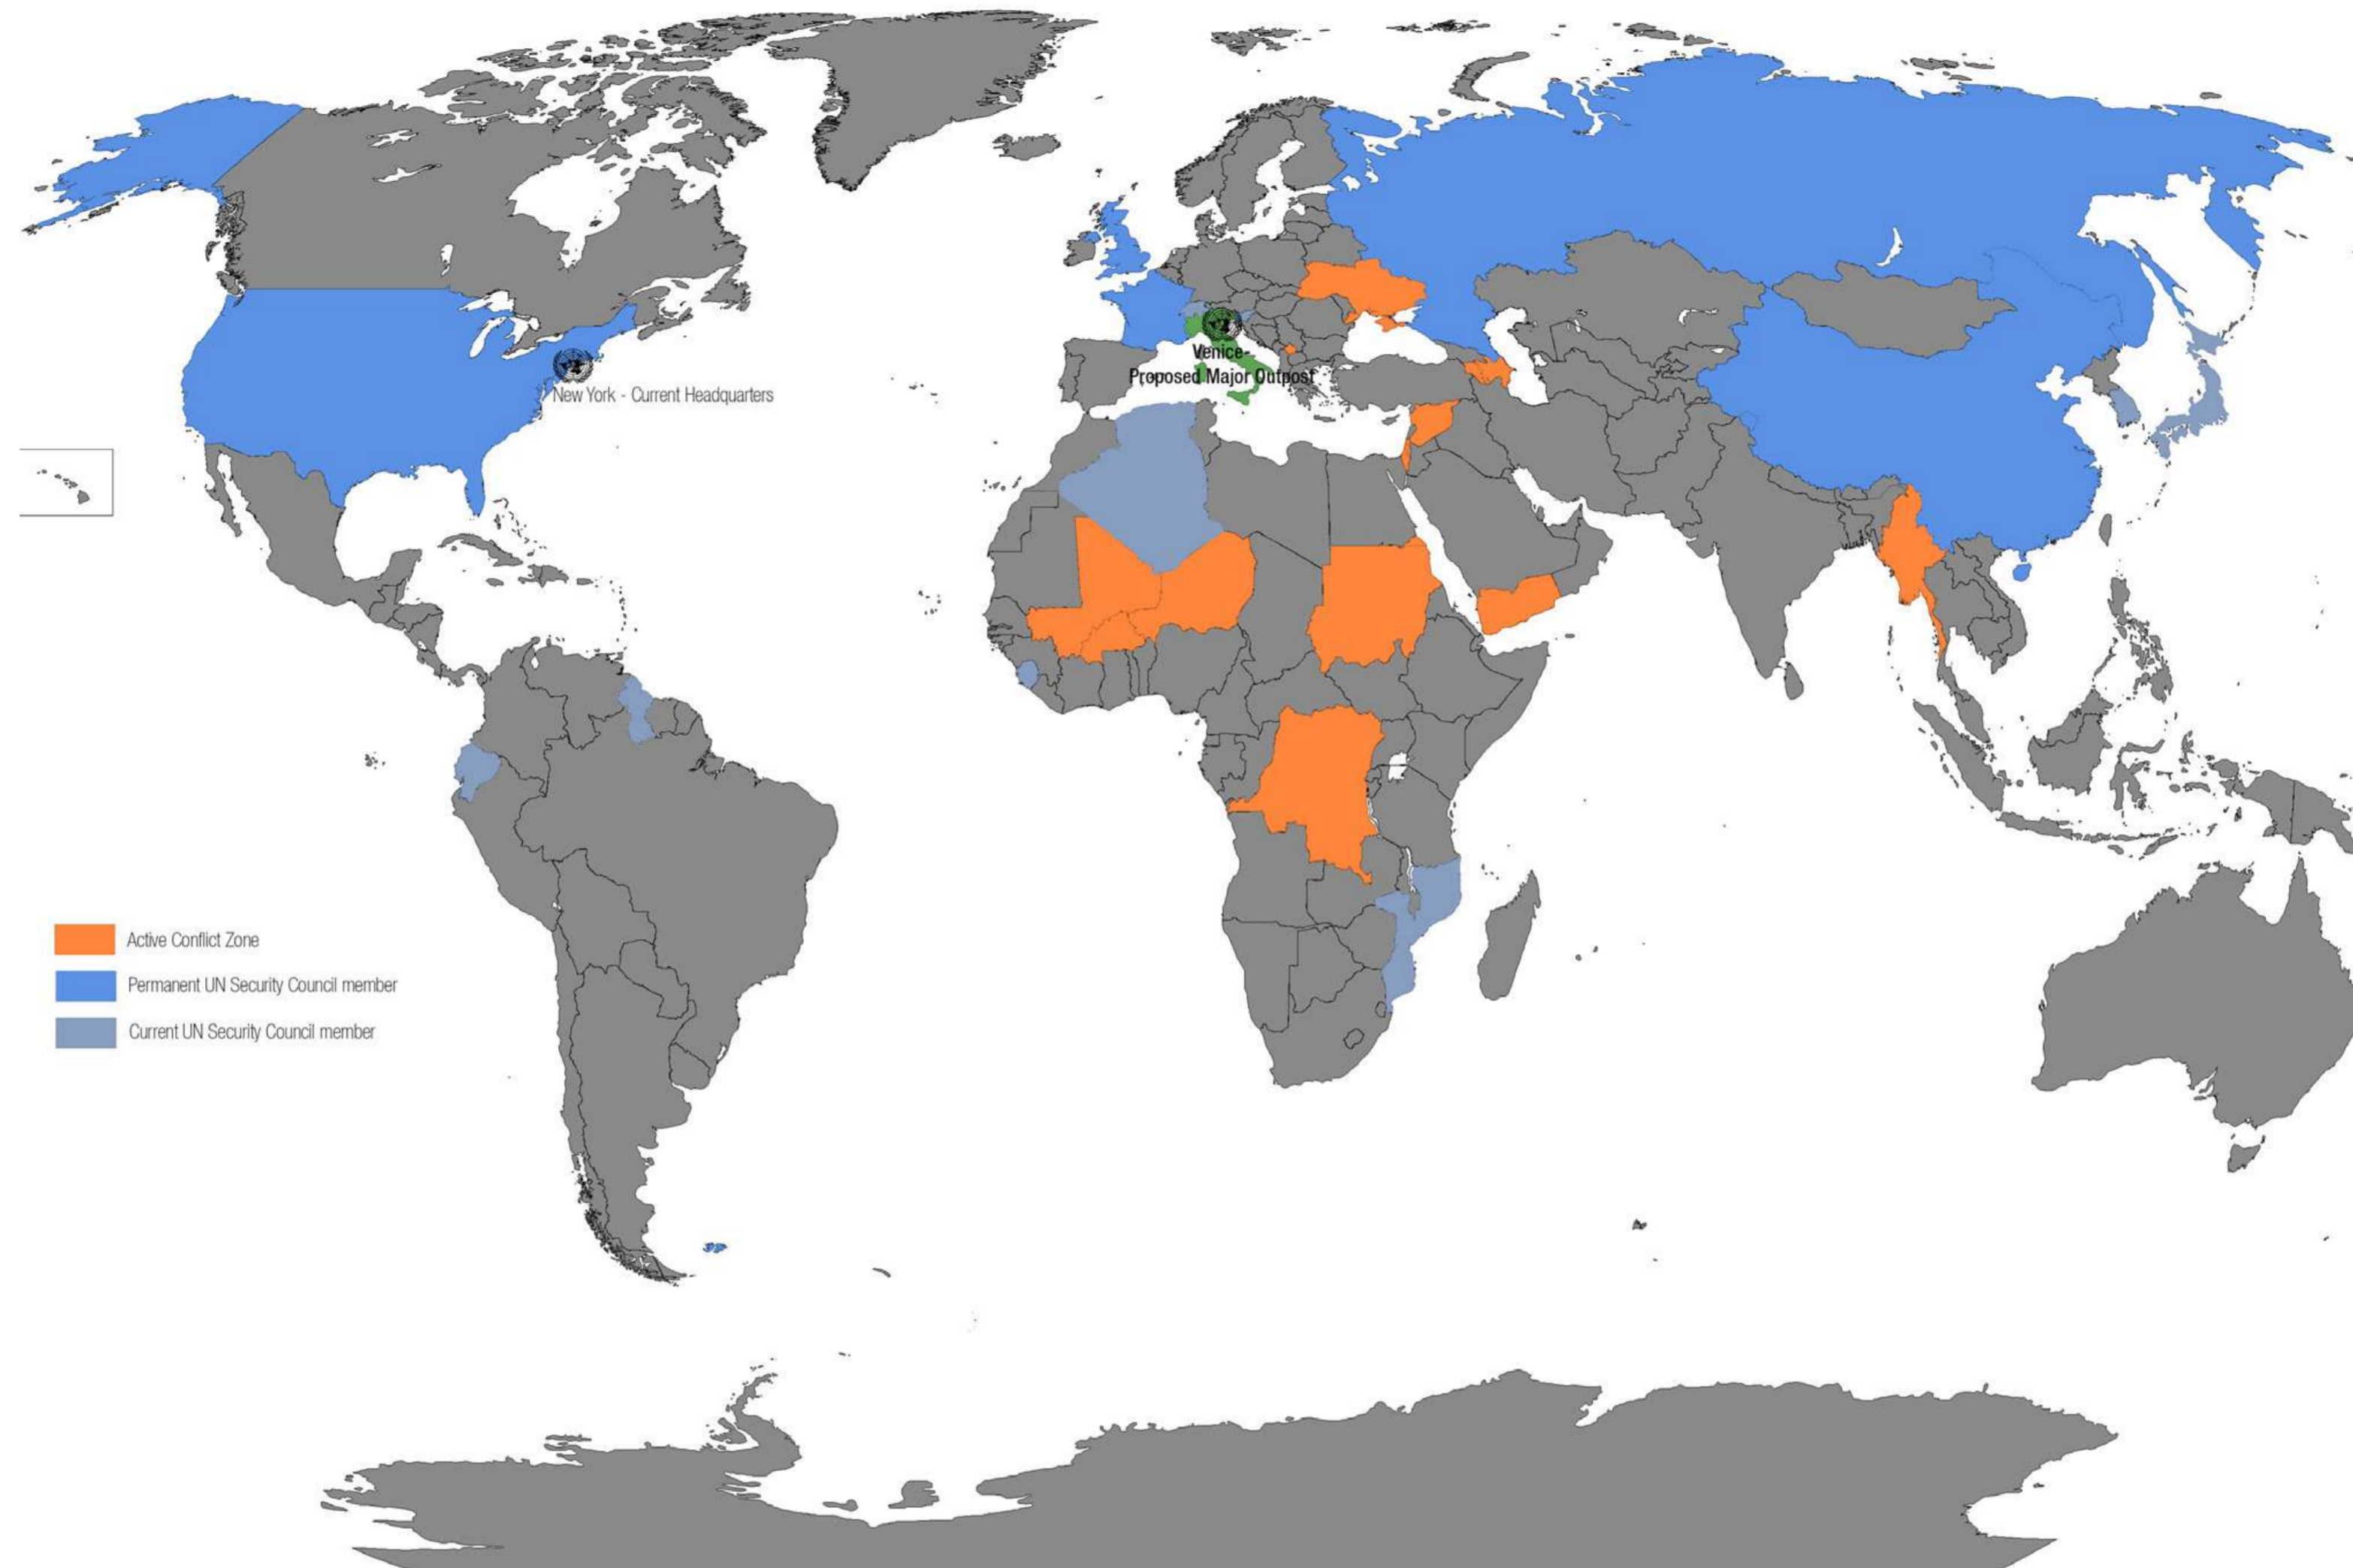 Venice-
Proposed Major Outpost
New York - Current Headquarters
Active Conflict Zone
Permanent UN Security Council member
Current UN Security Council member